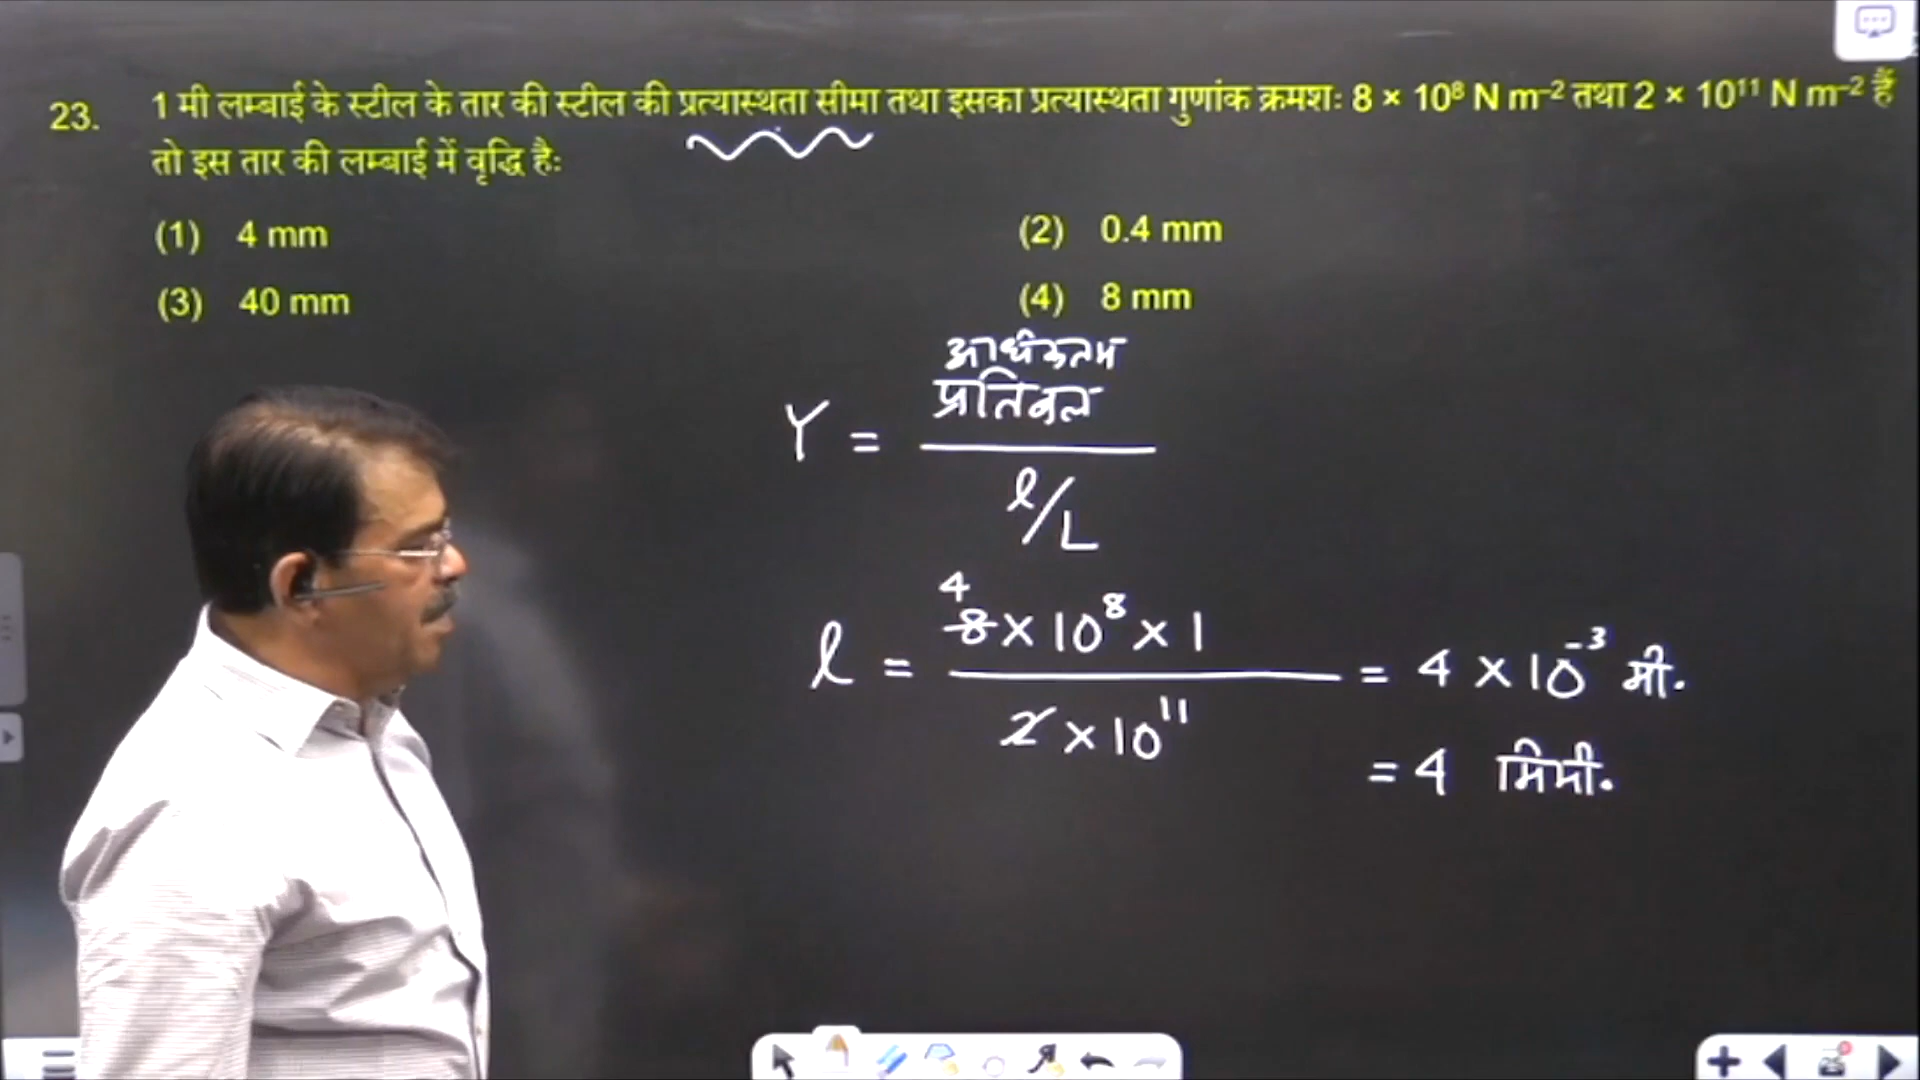 23. 1 मी लम्बाई के स्टील के तार की स्टील की प्रत्यास्थता सीमा तथा इसका प्रत्यास्थता गुणांक क्रमशः 8 × 10⁸ N m⁻² तथा 2 × 10¹¹ N m⁻² हैं
तो इस तार की लम्बाई में वृद्धि हैः
(1) 4 mm (2) 0.4 mm
(3) 40 mm (4) 8 mm
अधिकतम
प्रतिबल
Y =
l/L
4
l = 8 × 10⁸ × 1 = 4 × 10⁻³ मी.
2 × 10¹¹
= 4 मिमी.